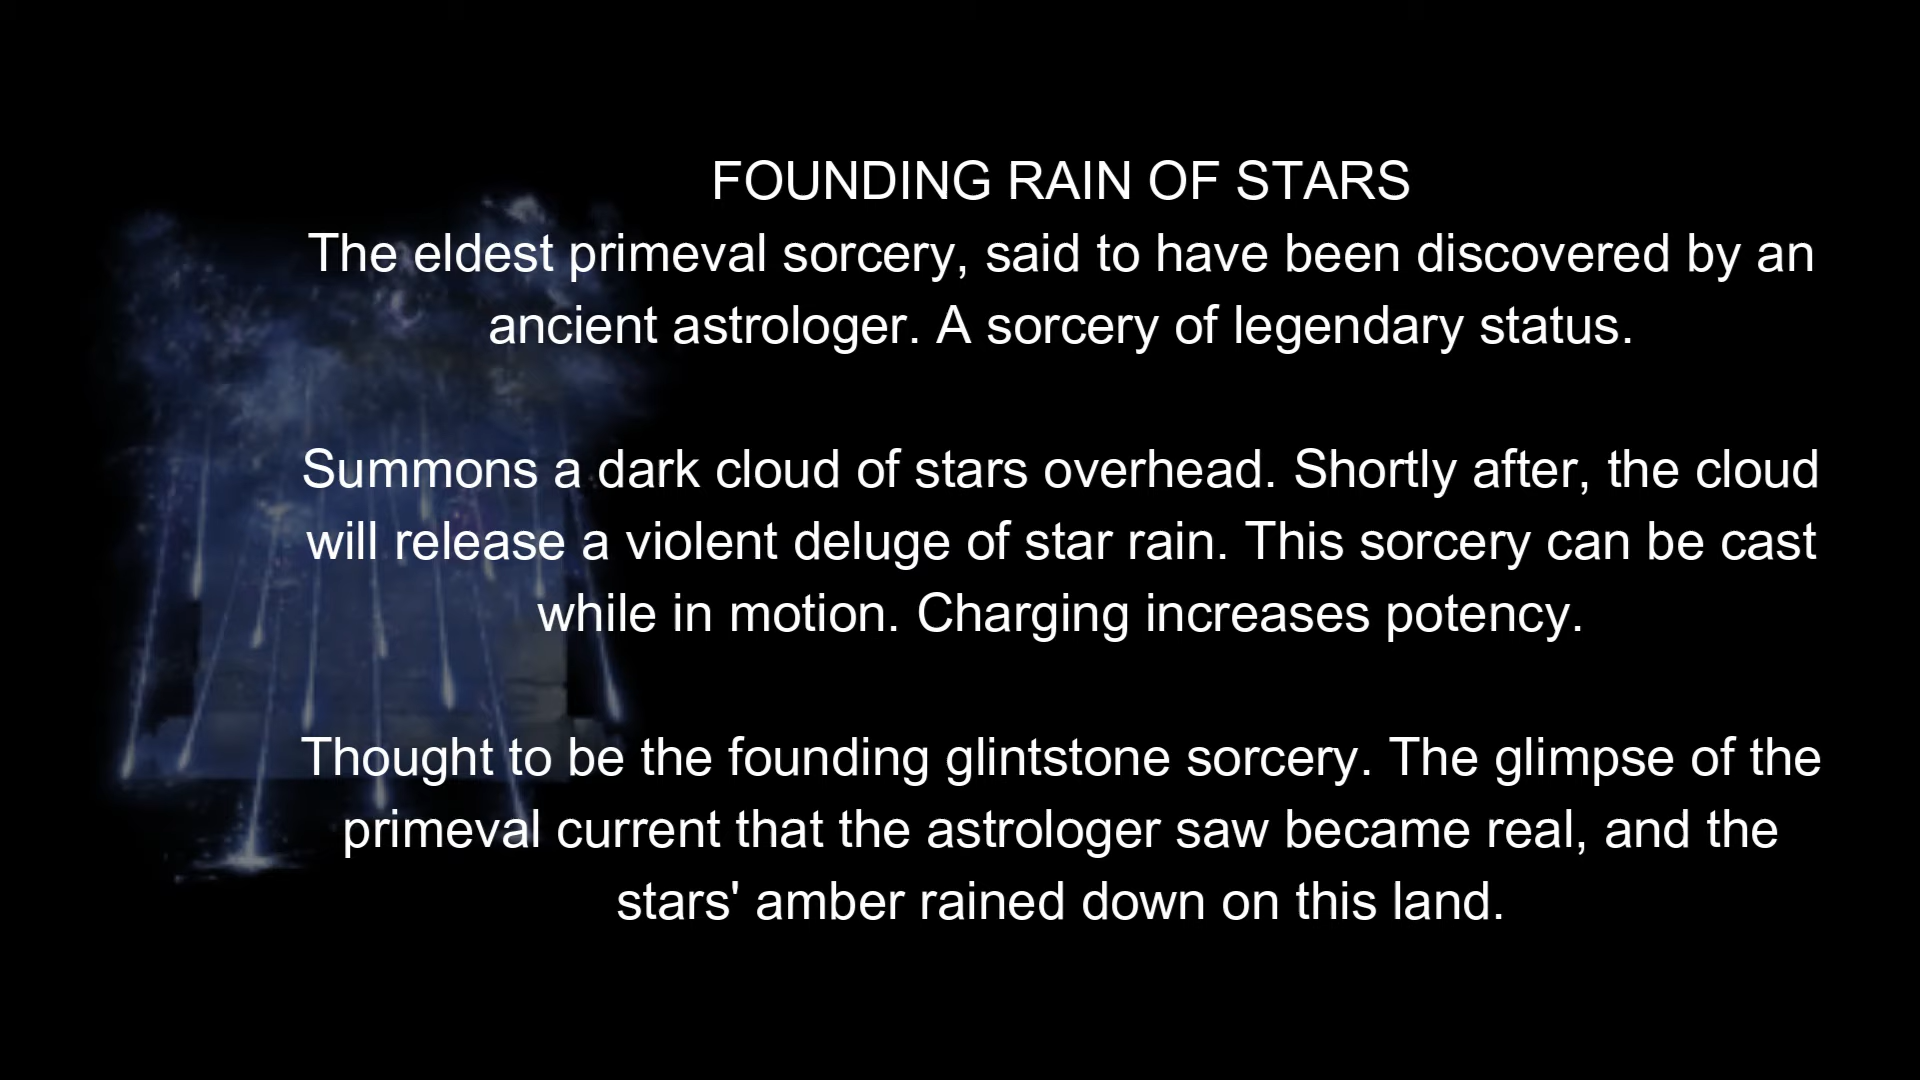 FOUNDING RAIN OF STARS
The eldest primeval sorcery, said to have been discovered by an
ancient astrologer. A sorcery of legendary status.
Summons a dark cloud of stars overhead. Shortly after, the cloud
will release a violent deluge of star rain. This sorcery can be cast
while in motion. Charging increases potency.
Thought to be the founding glintstone sorcery. The glimpse of the
primeval current that the astrologer saw became real, and the
stars' amber rained down on this land.